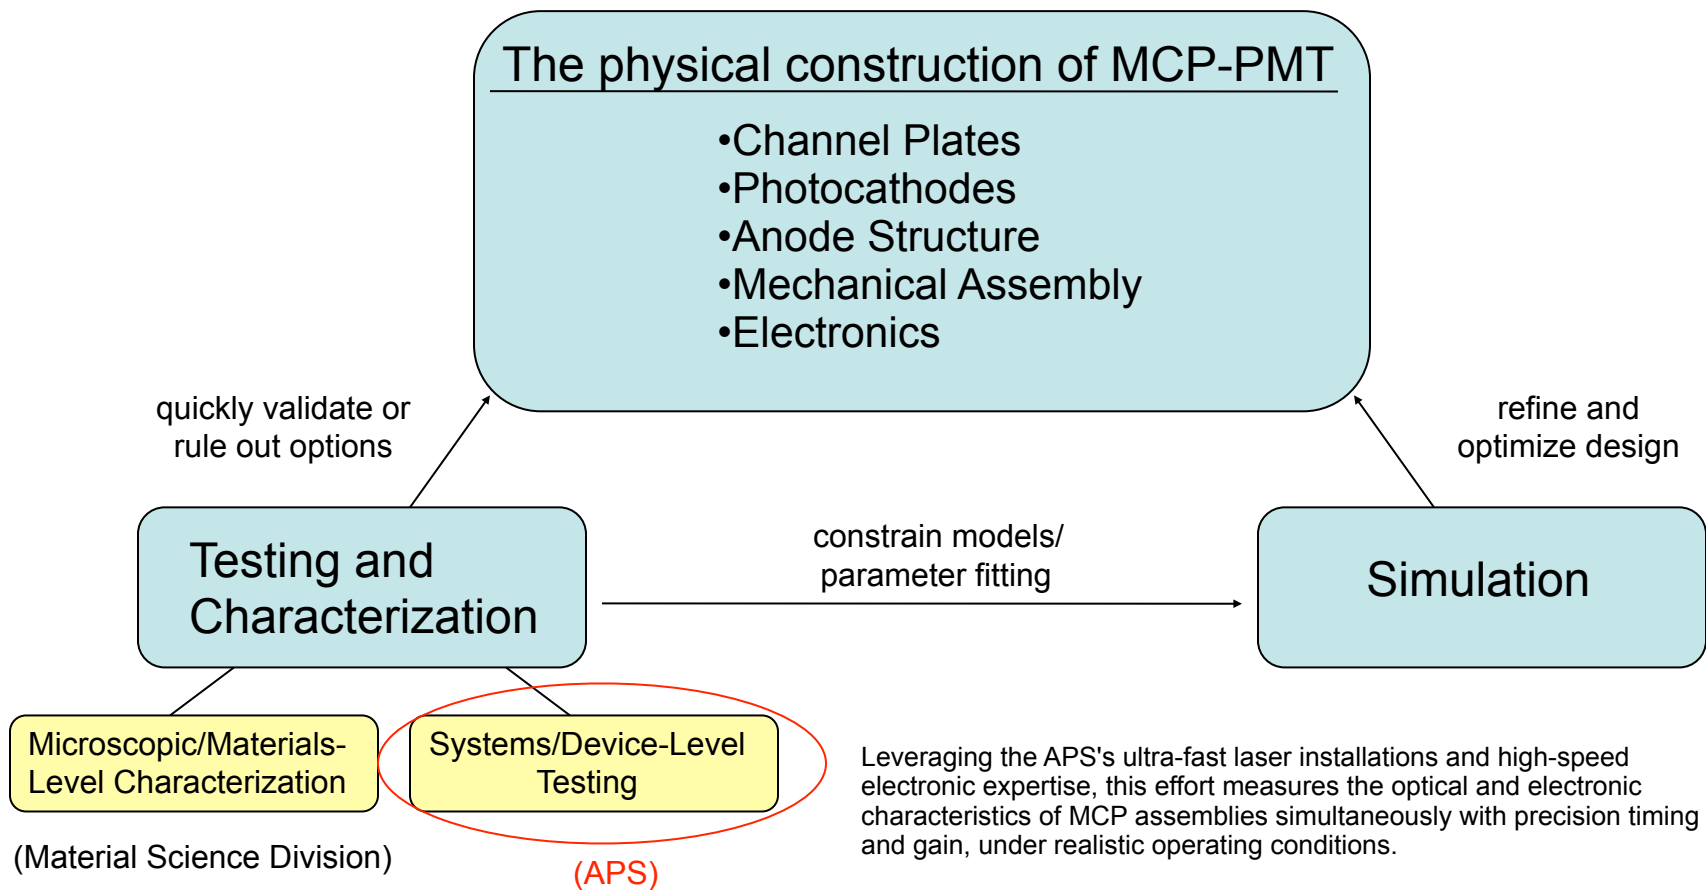 The physical construction of MCP-PMT
•Channel Plates
•Photocathodes
•Anode Structure
•Mechanical Assembly
•Electronics
quickly validate or
rule out options
refine and
optimize design
Testing and
Characterization
constrain models/
parameter fitting
Simulation
Microscopic/Materials-
Level Characterization
Systems/Device-Level
Testing
(Material Science Division)
(APS)
Leveraging the APS's ultra-fast laser installations and high-speed
electronic expertise, this effort measures the optical and electronic
characteristics of MCP assemblies simultaneously with precision timing
and gain, under realistic operating conditions.